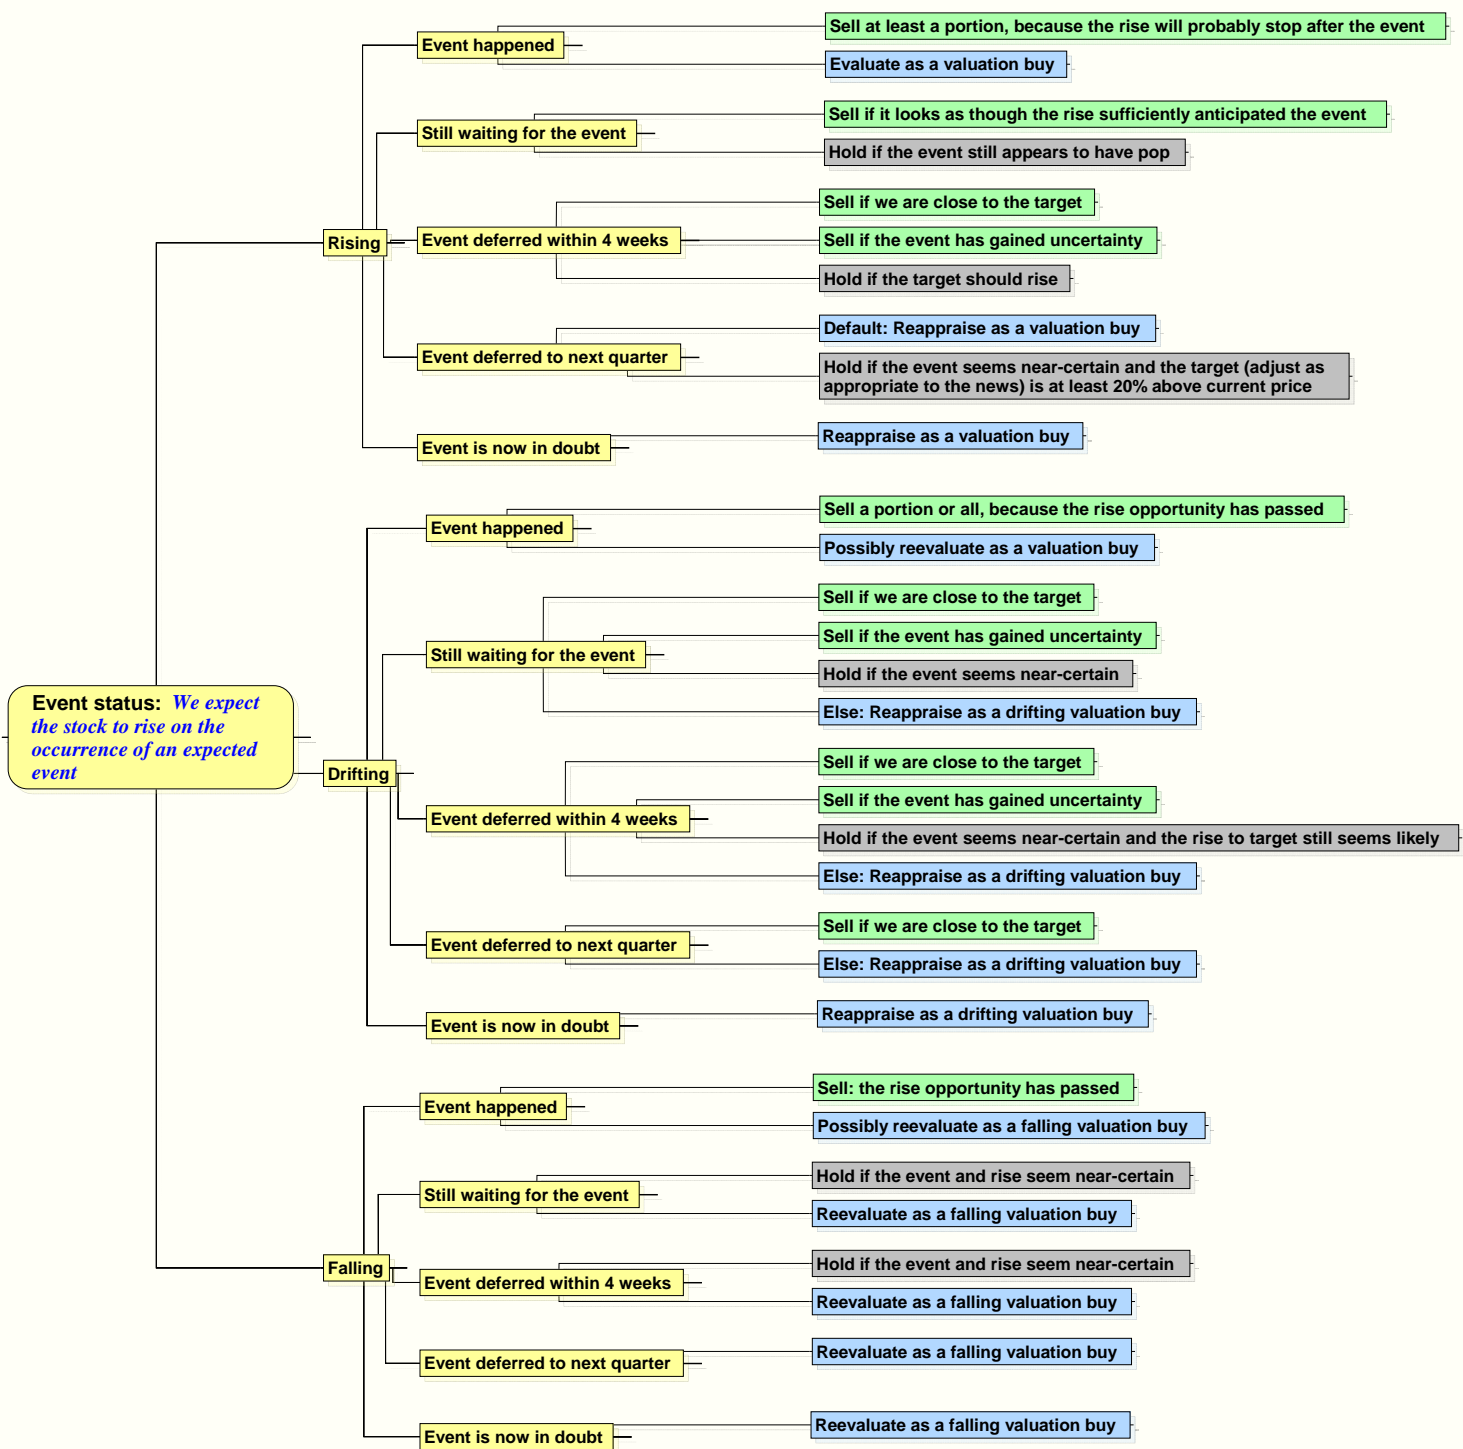 Event status: We expect
the stock to rise on the
occurrence of an expected
event
Rising
Event happened
Sell at least a portion, because the rise will probably stop after the event
Evaluate as a valuation buy
Still waiting for the event
Sell if it looks as though the rise sufficiently anticipated the event
Hold if the event still appears to have pop
Event deferred within 4 weeks
Sell if we are close to the target
Sell if the event has gained uncertainty
Hold if the target should rise
Event deferred to next quarter
Default: Reappraise as a valuation buy
Hold if the event seems near-certain and the target (adjust as
appropriate to the news) is at least 20% above current price
Event is now in doubt
Reappraise as a valuation buy
Drifting
Event happened
Sell a portion or all, because the rise opportunity has passed
Possibly reevaluate as a valuation buy
Still waiting for the event
Sell if we are close to the target
Sell if the event has gained uncertainty
Hold if the event seems near-certain
Else: Reappraise as a drifting valuation buy
Event deferred within 4 weeks
Sell if we are close to the target
Sell if the event has gained uncertainty
Hold if the event seems near-certain and the rise to target still seems likely
Else: Reappraise as a drifting valuation buy
Event deferred to next quarter
Sell if we are close to the target
Else: Reappraise as a drifting valuation buy
Event is now in doubt
Reappraise as a drifting valuation buy
Falling
Event happened
Sell: the rise opportunity has passed
Possibly reevaluate as a falling valuation buy
Still waiting for the event
Hold if the event and rise seem near-certain
Reevaluate as a falling valuation buy
Event deferred within 4 weeks
Hold if the event and rise seem near-certain
Reevaluate as a falling valuation buy
Event deferred to next quarter
Reevaluate as a falling valuation buy
Event is now in doubt
Reevaluate as a falling valuation buy